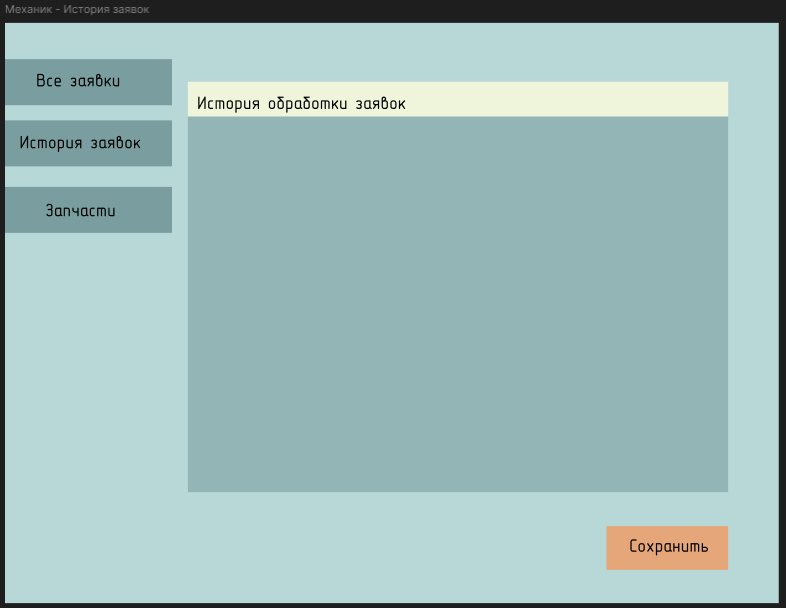 Механик - История заявок
Все заявки
История заявок
Запчасти
История обработки заявок
Сохранить